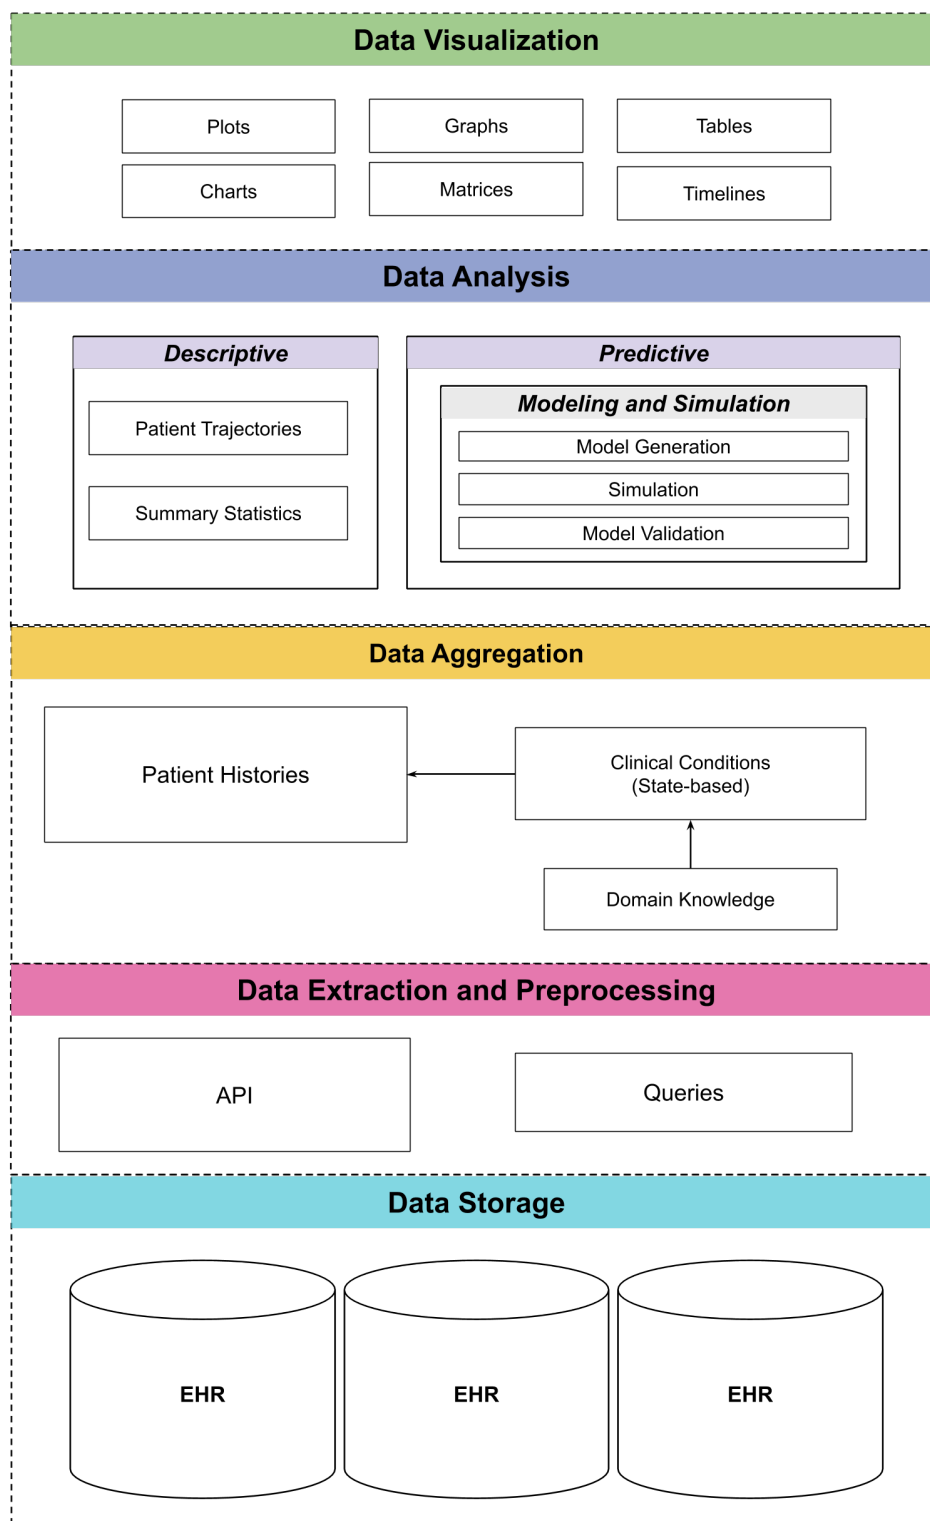 Data Visualization
Plots
Graphs
Tables
Charts
Matrices
Timelines
Data Analysis
Descriptive
Patient Trajectories
Summary Statistics
Predictive
Modeling and Simulation
Model Generation
Simulation
Model Validation
Data Aggregation
Patient Histories
Clinical Conditions
(State-based)
Domain Knowledge
Data Extraction and Preprocessing
API
Queries
Data Storage
EHR
EHR
EHR